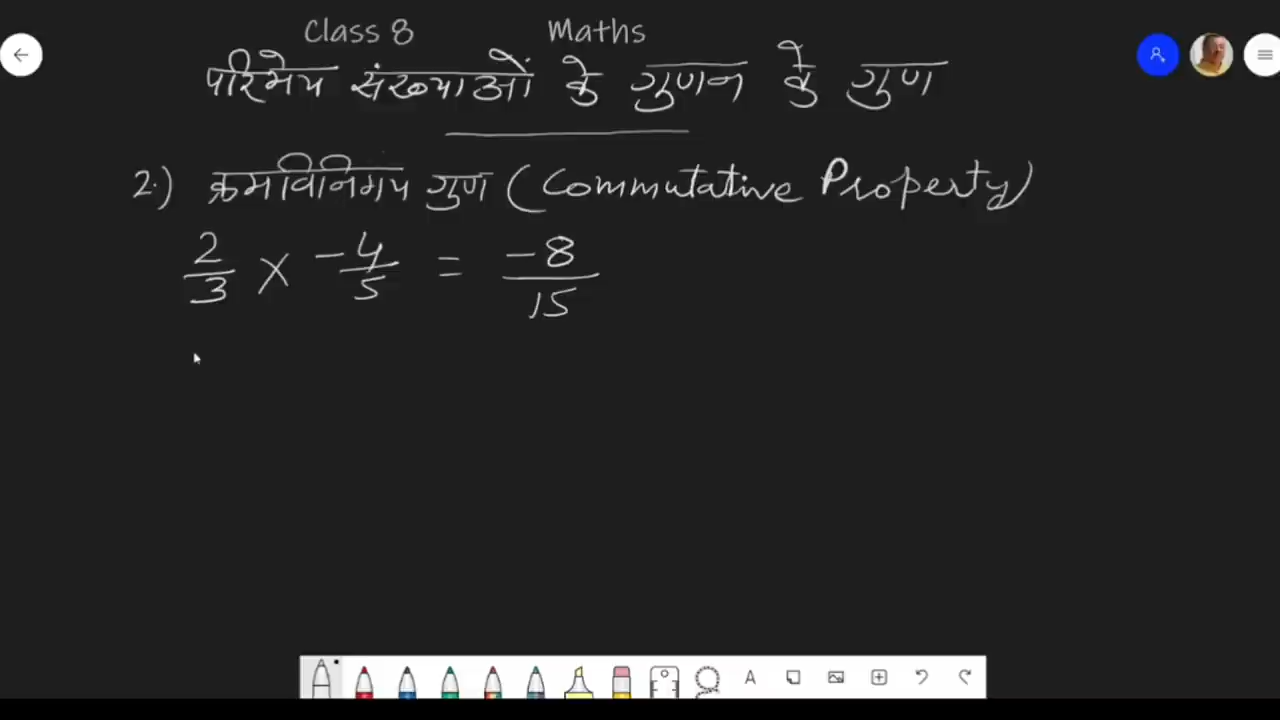 Class 8 Maths
परिमेय संख्याओं के गुणन के गुण
2.) क्रमविनिमय गुण (Commutative Property)
2/3 × -4/5 = -8/15
A